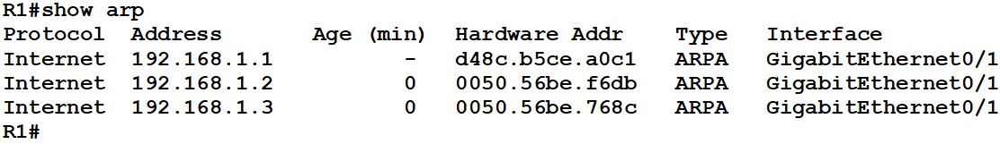 R1#show arp
Protocol  Address        Age (min)  Hardware Addr   Type   Interface
Internet  192.168.1.1           -   d48c.b5ce.a0c1  ARPA   GigabitEthernet0/1
Internet  192.168.1.2           0   0050.56be.f6db  ARPA   GigabitEthernet0/1
Internet  192.168.1.3           0   0050.56be.768c  ARPA   GigabitEthernet0/1
R1#